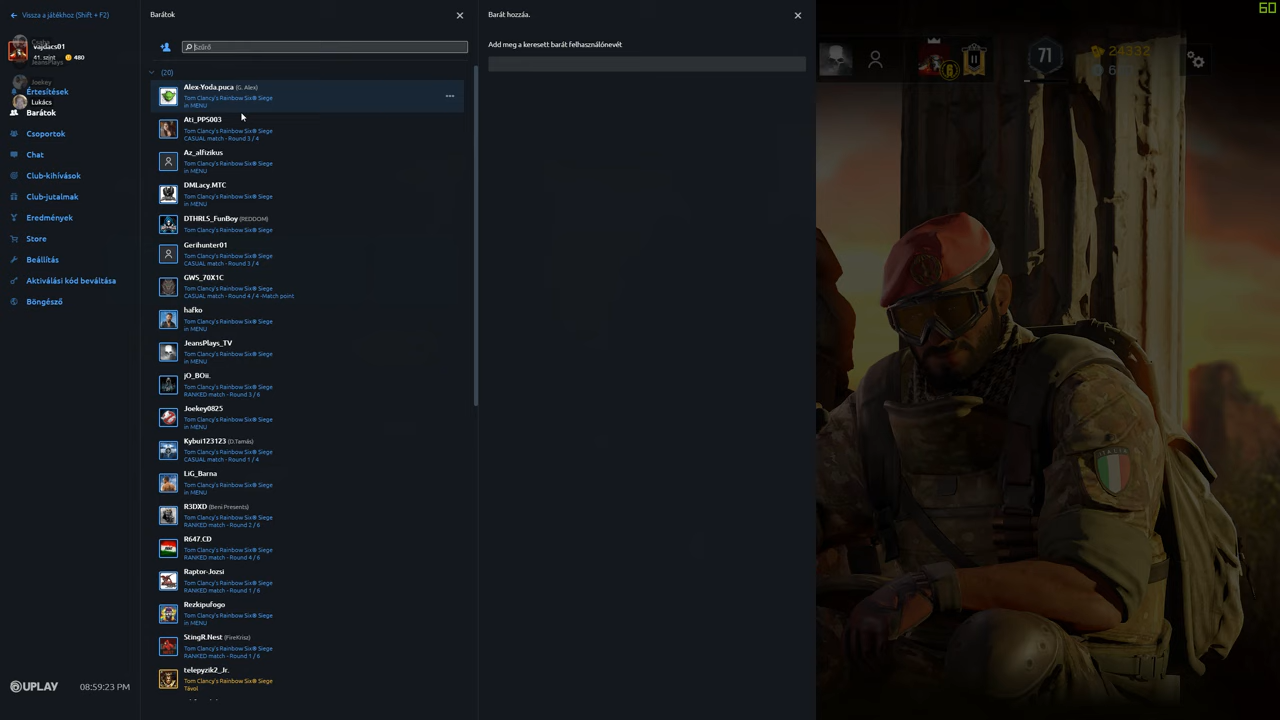 Vissza a játékhoz (Shift + F2)
vajdacs01
41. szint
480
JeansPlays_
Joekey
Értesítések
Lukács
Barátok
Csoportok
Chat
Club-kihívások
Club-jutalmak
Eredmények
Store
Beállítás
Aktiválási kód beváltása
Böngésző
UPLAY
08:59:23 PM
Barátok
Szűrő
(20)
Alex-Yoda.puca (G. Alex)
Tom Clancy's Rainbow Six® Siege
in MENU
Ati_PPS003
Tom Clancy's Rainbow Six® Siege
CASUAL match - Round 3 / 4
Az_alfizikus
Tom Clancy's Rainbow Six® Siege
in MENU
DMLacy.MTC
Tom Clancy's Rainbow Six® Siege
in MENU
DTHRLS_FunBoy (REDDOM)
Tom Clancy's Rainbow Six® Siege
Gerihunter01
Tom Clancy's Rainbow Six® Siege
CASUAL match - Round 3 / 4
GWS_70X1C
Tom Clancy's Rainbow Six® Siege
CASUAL match - Round 4 / 4 -Match point
hafko
Tom Clancy's Rainbow Six® Siege
in MENU
JeansPlays_TV
Tom Clancy's Rainbow Six® Siege
in MENU
jO_BOii.
Tom Clancy's Rainbow Six® Siege
RANKED match - Round 3 / 6
Joekey0825
Tom Clancy's Rainbow Six® Siege
in MENU
Kybui123123 (D.Tamás)
Tom Clancy's Rainbow Six® Siege
CASUAL match - Round 1 / 4
LiG_Barna
Tom Clancy's Rainbow Six® Siege
in MENU
R3DXD (Beni Presents)
Tom Clancy's Rainbow Six® Siege
RANKED match - Round 2 / 6
R647.CD
Tom Clancy's Rainbow Six® Siege
RANKED match - Round 4 / 6
Raptor-Jozsi
Tom Clancy's Rainbow Six® Siege
RANKED match - Round 1 / 6
Rezkipufogo
Tom Clancy's Rainbow Six® Siege
in MENU
StingR.Nest (FireKrisz)
Tom Clancy's Rainbow Six® Siege
RANKED match - Round 1 / 6
telepyzik2_Jr.
Tom Clancy's Rainbow Six® Siege
Távol
Barát hozzáa.
Add meg a keresett barát felhasználónevét
71
24332
60
ITALIA